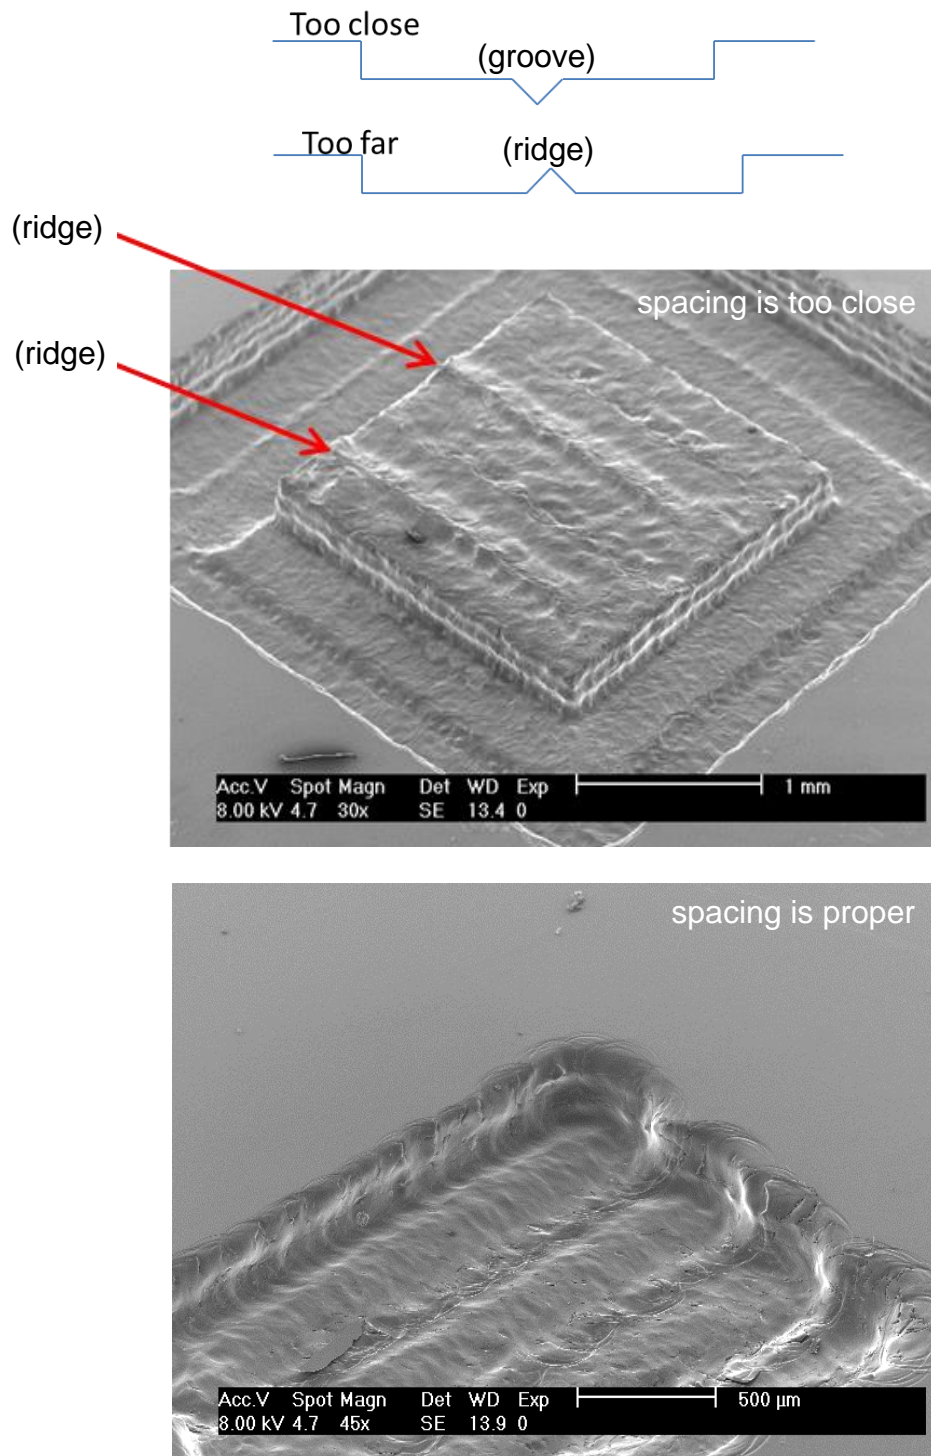 Too close
(groove)
Too far
(ridge)
(ridge)
(ridge)
spacing is too close
Acc.V Spot Magn Det WD Exp 1 mm
8.00 kV 4.7 30x SE 13.4 0
spacing is proper
Acc.V Spot Magn Det WD Exp 500 µm
8.00 kV 4.7 45x SE 13.9 0